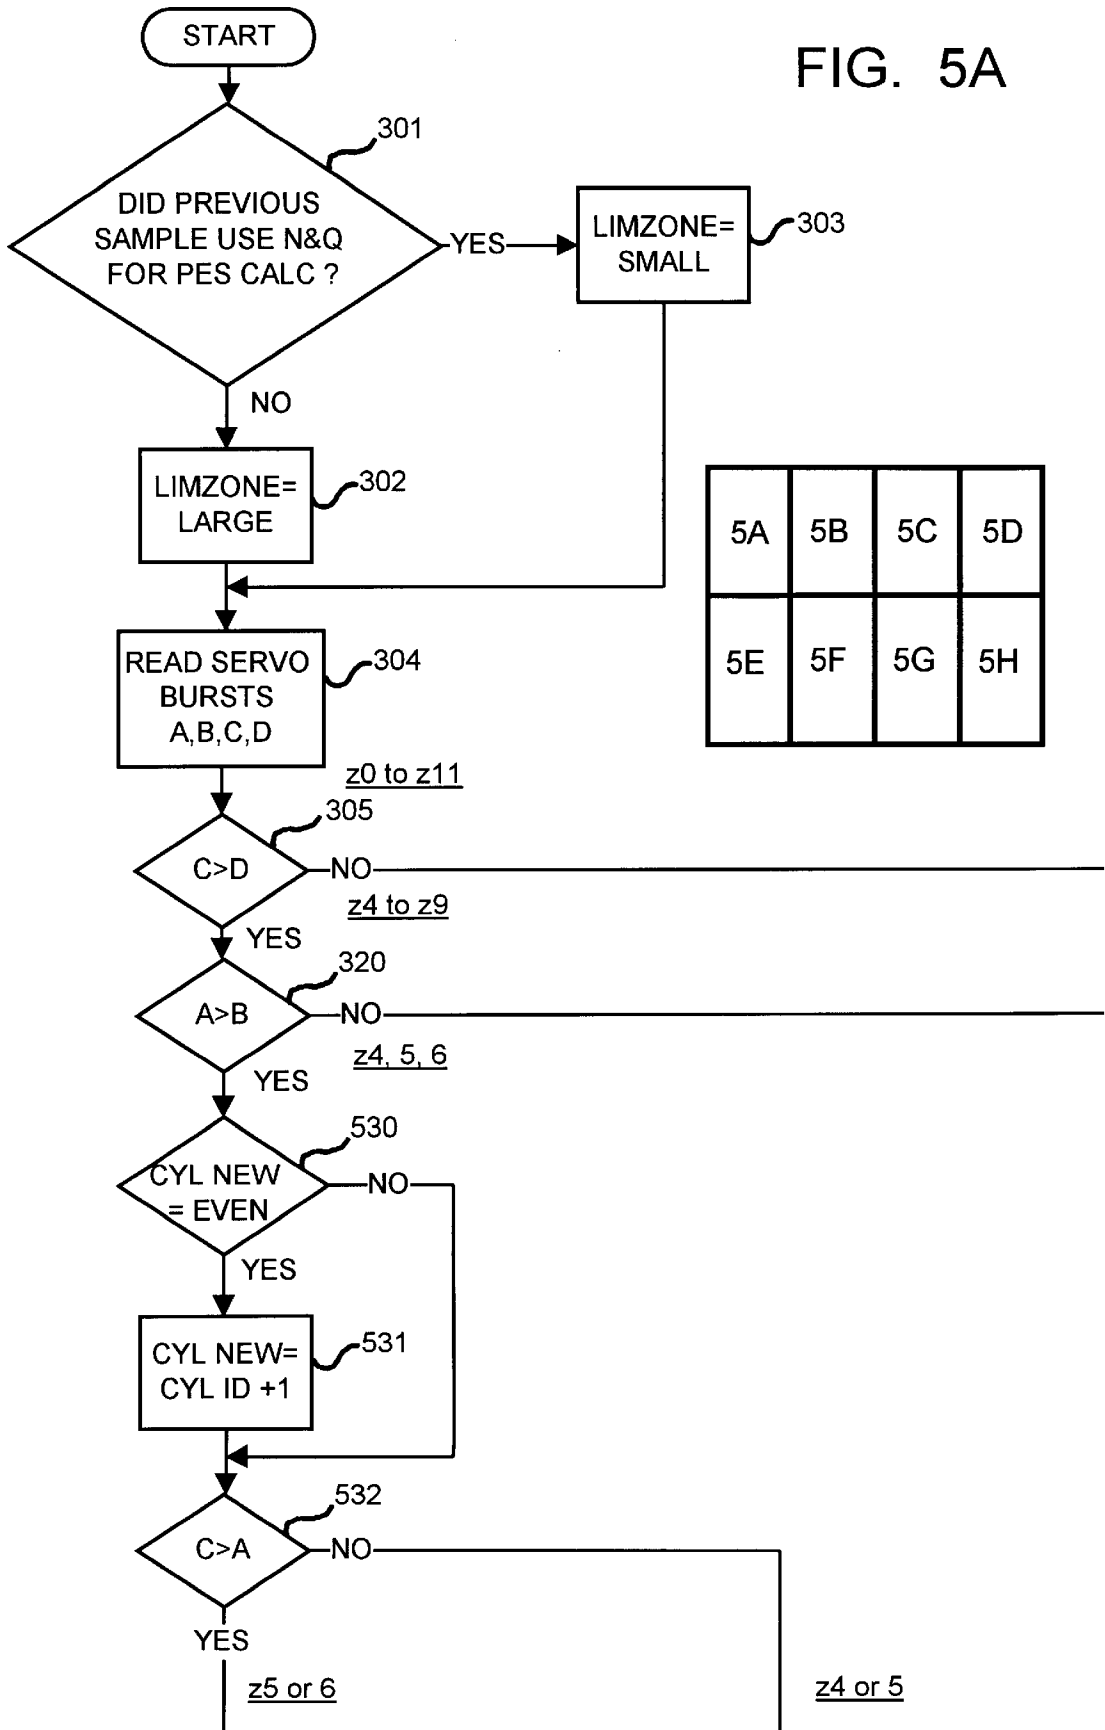 START
FIG. 5A
301
DID PREVIOUS
SAMPLE USE N&Q
FOR PES CALC ?
YES
LIMZONE=
SMALL
303
NO
LIMZONE=
LARGE
302
5A 5B 5C 5D
5E 5F 5G 5H
READ SERVO
BURSTS
A,B,C,D
304
z0 to z11
305
C>D
NO
z4 to z9
YES
320
A>B
NO
z4, 5, 6
YES
530
CYL NEW
= EVEN
NO
YES
CYL NEW=
CYL ID +1
531
532
C>A
NO
YES
z5 or 6
z4 or 5